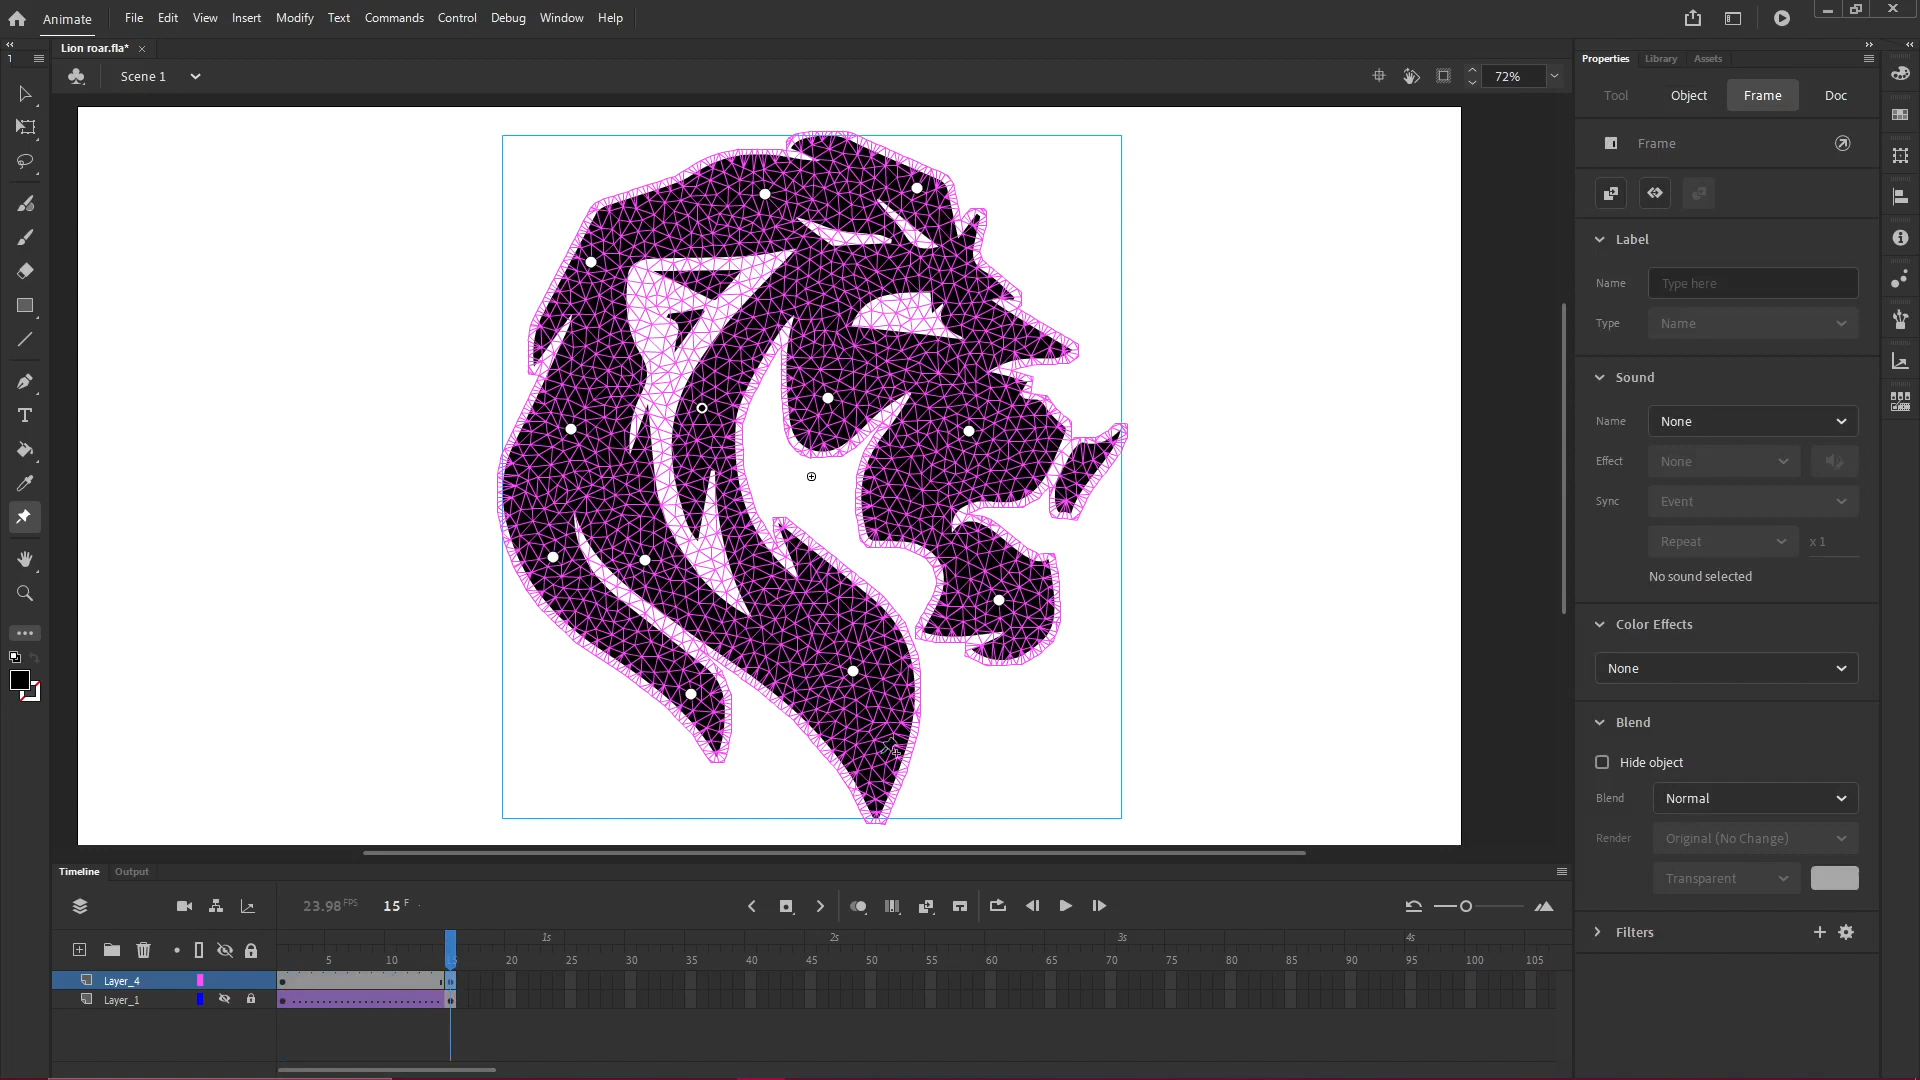 Animate File Edit View Insert Modify Text Commands Control Debug Window Help
Lion roar.fla*
Scene 1 72%
Properties Library Assets
Tool Object Frame Doc
Frame
Label
Name Type here
Type Name
Sound
Name None
Effect None
Sync Event
Repeat x 1
No sound selected
Color Effects
None
Blend
Hide object
Blend Normal
Render Original (No Change)
Transparent
Filters
Timeline Output
23.98 FPS 15 F
1s 2s 3s 4s
5 10 15 20 25 30 35 40 45 50 55 60 65 70 75 80 85 90 95 100 105
Layer_4
Layer_1